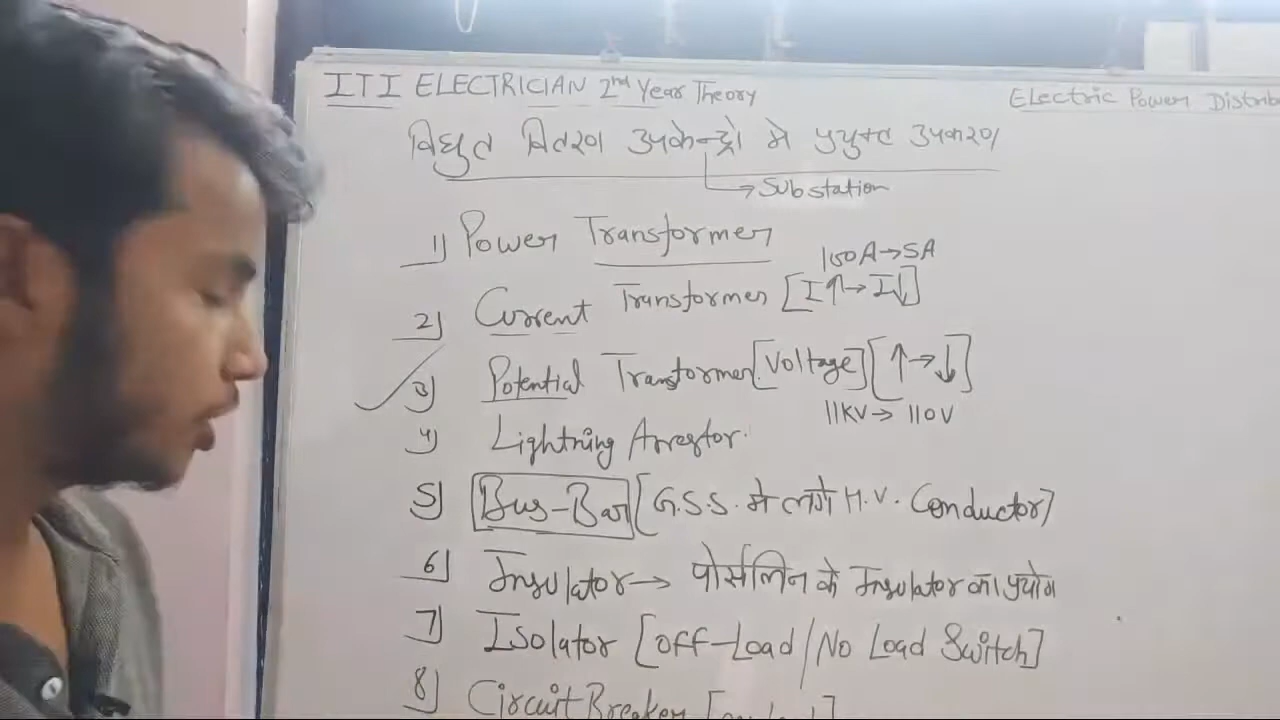 ITI ELECTRICIAN 2nd Year Theory
Electric Power Distrib
विधुत वितरण उपकेन्द्रो मे प्रयुक्त उपकरण
→ Substation
1) Power Transformer
100A→5A
2) Current Transformer [I↑→I↓]
3) Potential Transformer [Voltage] [↑→↓]
11KV→ 110V
4) Lightning Arrestor.
5) Bus-Bar [G.S.S. मे लगे H.V. Conductor]
6) Insulator→ पोर्सलिन के Insulator का प्रयोग
7) Isolator [Off-Load/No Load Switch]
8) Circuit Breaker